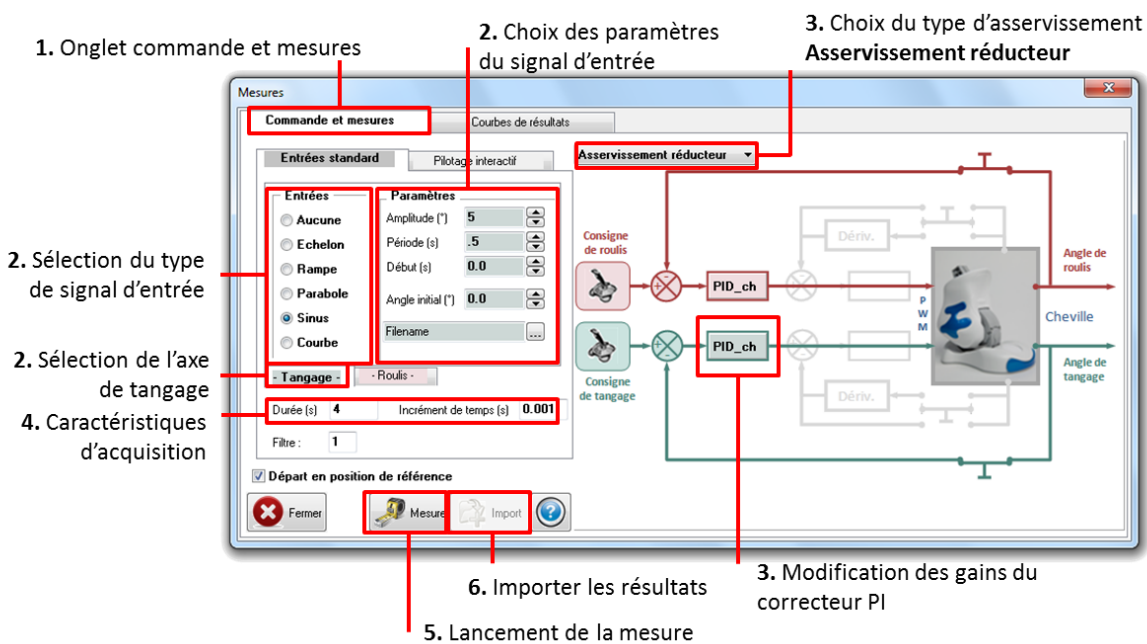 1. Onglet commande et mesures
2. Choix des paramètres
du signal d'entrée
3. Choix du type d'asservissement
Asservissement réducteur
Mesures
Commande et mesures
Courbes de résultats
Entrées standard
Pilotage interactif
Asservissement réducteur
Entrées
Aucune
Echelon
Rampe
Parabole
Sinus
Courbe
Paramètres
Amplitude (°) 5
Période (s) .5
Début (s) 0.0
Angle initial (°) 0.0
Filename ...
- Tangage -
- Roulis -
Durée (s) 4
Incrément de temps (s) 0.001
Filtre : 1
Départ en position de référence
Fermer
Mesure
Import
?
Consigne
de roulis
+
-
PID_ch
-
Dériv.
PWM
Angle de
roulis
Cheville
+
-
PID_ch
-
Dériv.
Consigne
de tangage
Angle de
tangage
2. Sélection du type
de signal d'entrée
2. Sélection de l'axe
de tangage
4. Caractéristiques
d'acquisition
6. Importer les résultats
3. Modification des gains du
correcteur PI
5. Lancement de la mesure